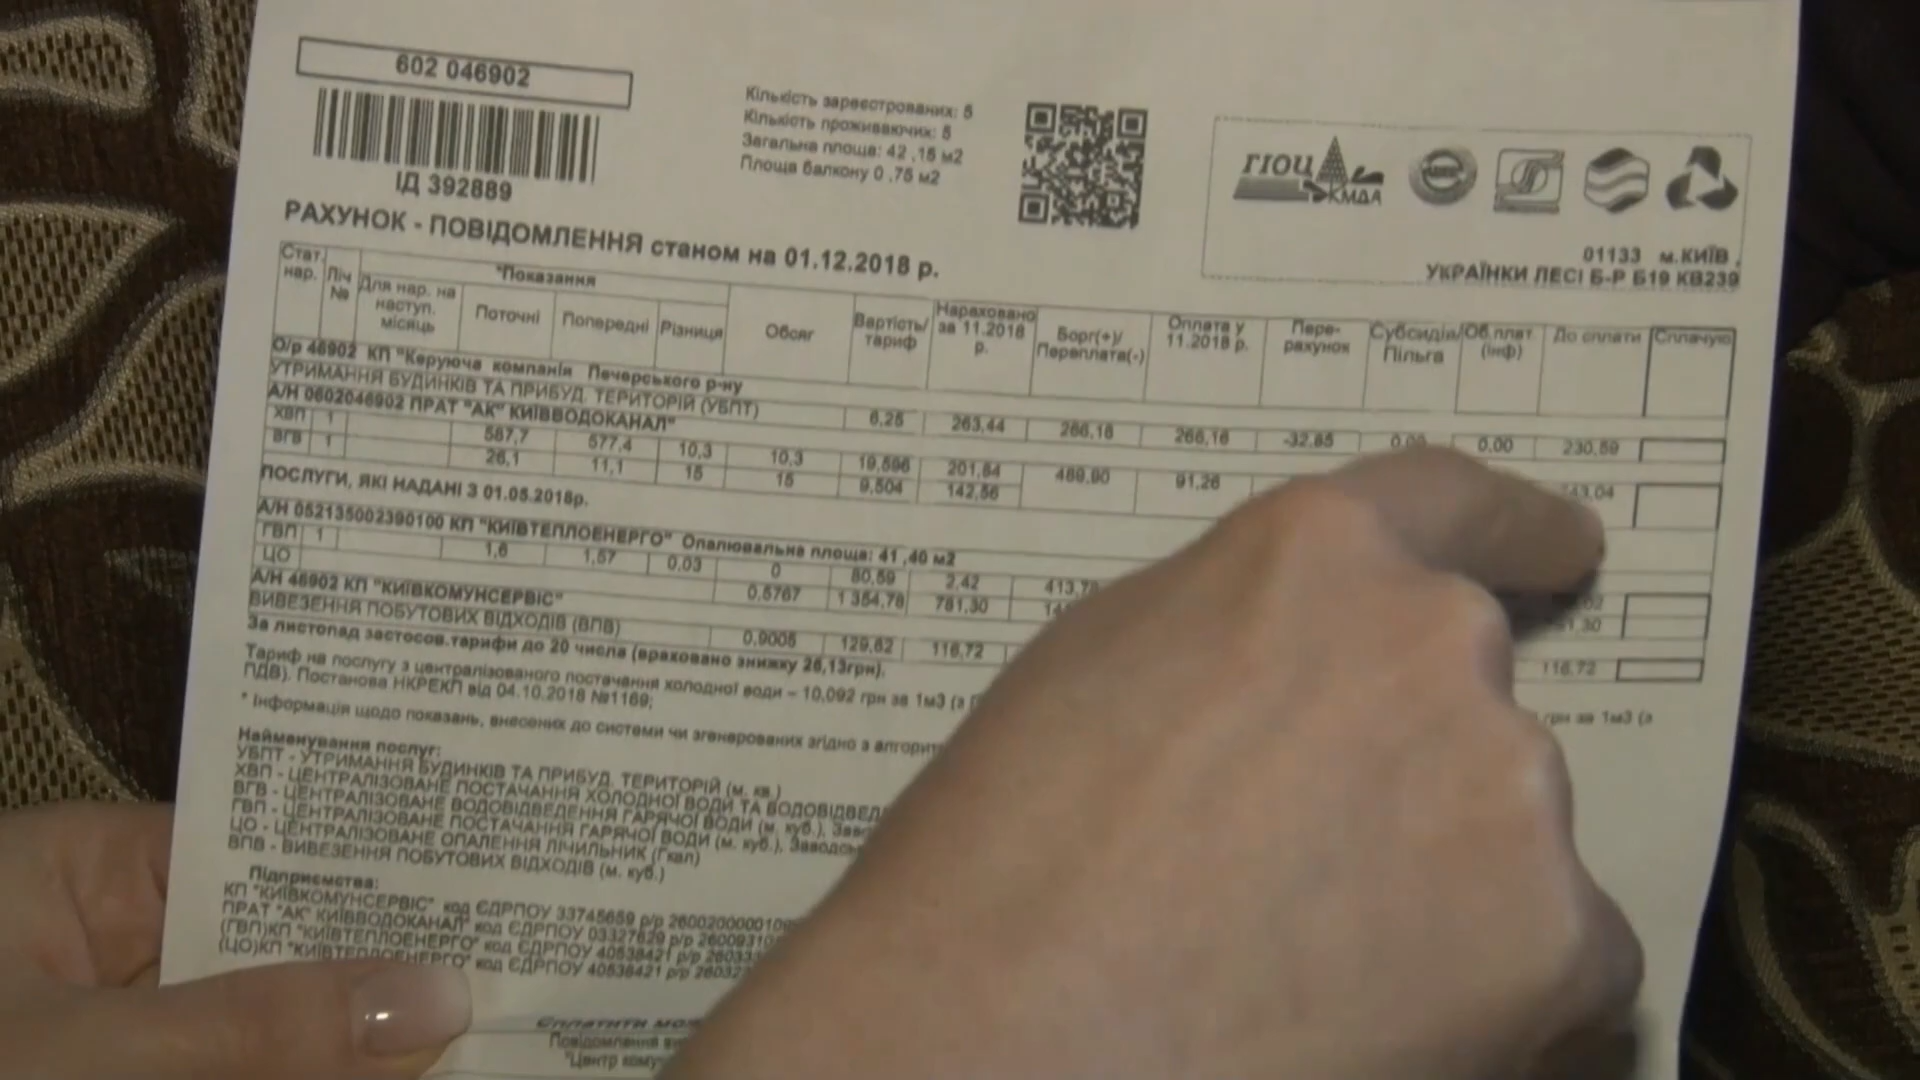 602 046902
ІД 392889
Кількість зареєстрованих: 5
Кількість проживаючих: 5
Загальна площа: 42 ,15 м2
Площа балкону 0 ,75 м2
ГІОЦ
КМДА
01133 м.КИЇВ ,
УКРАЇНКИ ЛЕСІ Б-Р Б19 КВ239
РАХУНОК - ПОВІДОМЛЕННЯ станом на 01.12.2018 р.
Стат. нар. Ліч № *Показання Обсяг Вартість/ тариф Нараховано за 11.2018 р. Борг(+)/ Переплата(-) Оплата у 11.2018 р. Пере- рахунок Субсидія/ Пільга Об.плат (інф) До сплати Сплачую
Для нар. на наступ. місяць Поточні Попередні Різниця
О/р 46902 КП "Керуюча компанія Печерського р-ну
УТРИМАННЯ БУДИНКІВ ТА ПРИБУД. ТЕРИТОРІЙ (УБПТ) 6,25 263,44 266,16 266,16 -32,85 0,00 0,00 230,59
А/Н 0602046902 ПРАТ "АК" КИЇВВОДОКАНАЛ"
ХВП 1 587,7 577,4 10,3 10,3 19,596 201,84 489,90 91,26
ВГВ 1 26,1 11,1 15 15 9,504 142,56
ПОСЛУГИ, ЯКІ НАДАНІ З 01.05.2018р.
А/Н 052135002390100 КП "КИЇВТЕПЛОЕНЕРГО" Опалювальна площа: 41 ,40 м2
ГВП 1 1,6 1,57 0,03 0 80,59 2,42
ЦО 0,5767 1 354,78 781,30
А/Н 46902 КП "КИЇВКОМУНСЕРВІС"
ВИВЕЗЕННЯ ПОБУТОВИХ ВІДХОДІВ (ВПВ) 0,9005 129,62 116,72 116,72
За листопад застосов.тарифи до 20 числа (враховано знижку 26,13грн).
Тариф на послугу з централізованого постачання холодної води – 10,092 грн за 1м3 (з грн за 1м3 (з
ПДВ). Постанова НКРЕКП від 04.10.2018 №1169;
* Інформація щодо показань, внесених до системи чи згенерованих згідно з
Найменування послуг:
УБПТ - УТРИМАННЯ БУДИНКІВ ТА ПРИБУД. ТЕРИТОРІЙ (м. кв.)
ХВП - ЦЕНТРАЛІЗОВАНЕ ПОСТАЧАННЯ ХОЛОДНОЇ ВОДИ ТА
ВГВ - ЦЕНТРАЛІЗОВАНЕ ВОДОВІДВЕДЕННЯ ГАРЯЧОЇ ВОДИ (м. куб.),
ГВП - ЦЕНТРАЛІЗОВАНЕ ПОСТАЧАННЯ ГАРЯЧОЇ ВОДИ (м. куб.),
ЦО - ЦЕНТРАЛІЗОВАНЕ ОПАЛЕННЯ ЛІЧИЛЬНИК (Гкал)
ВПВ - ВИВЕЗЕННЯ ПОБУТОВИХ ВІДХОДІВ (м. куб.)
Підприємства:
КП "КИЇВКОМУНСЕРВІС" код ЄДРПОУ 33745659 р/р
ПРАТ "АК" КИЇВВОДОКАНАЛ" код ЄДРПОУ 03327629 р/р
(ГВП)КП "КИЇВТЕПЛОЕНЕРГО" код ЄДРПОУ 40538421 р/р
(ЦО)КП "КИЇВТЕПЛОЕНЕРГО" код ЄДРПОУ 40538421 р/р